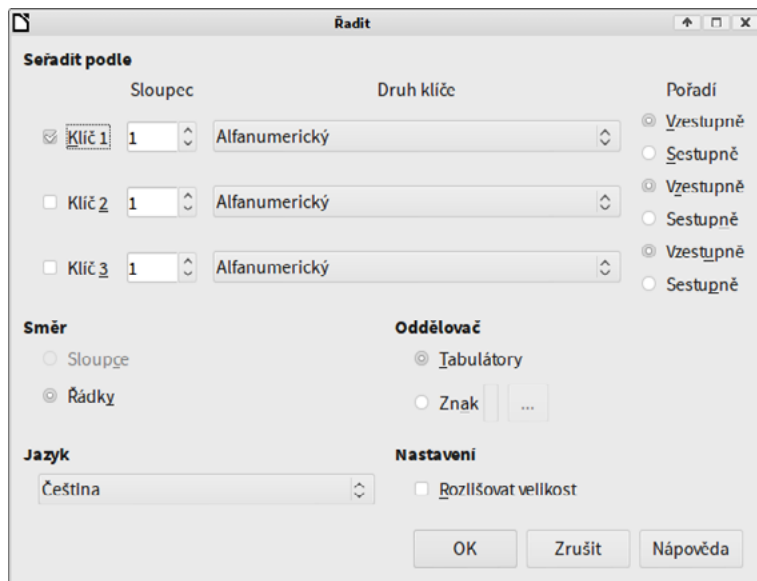 Řadit
Seřadit podle
Sloupec Druh klíče Pořadí
Klíč 1 1 Alfanumerický Vzestupně
Sestupně
Klíč 2 1 Alfanumerický Vzestupně
Sestupně
Klíč 3 1 Alfanumerický Vzestupně
Sestupně
Směr Oddělovač
Sloupce Tabulátory
Řádky Znak ...
Jazyk Nastavení
Čeština Rozlišovat velikost
OK Zrušit Nápověda